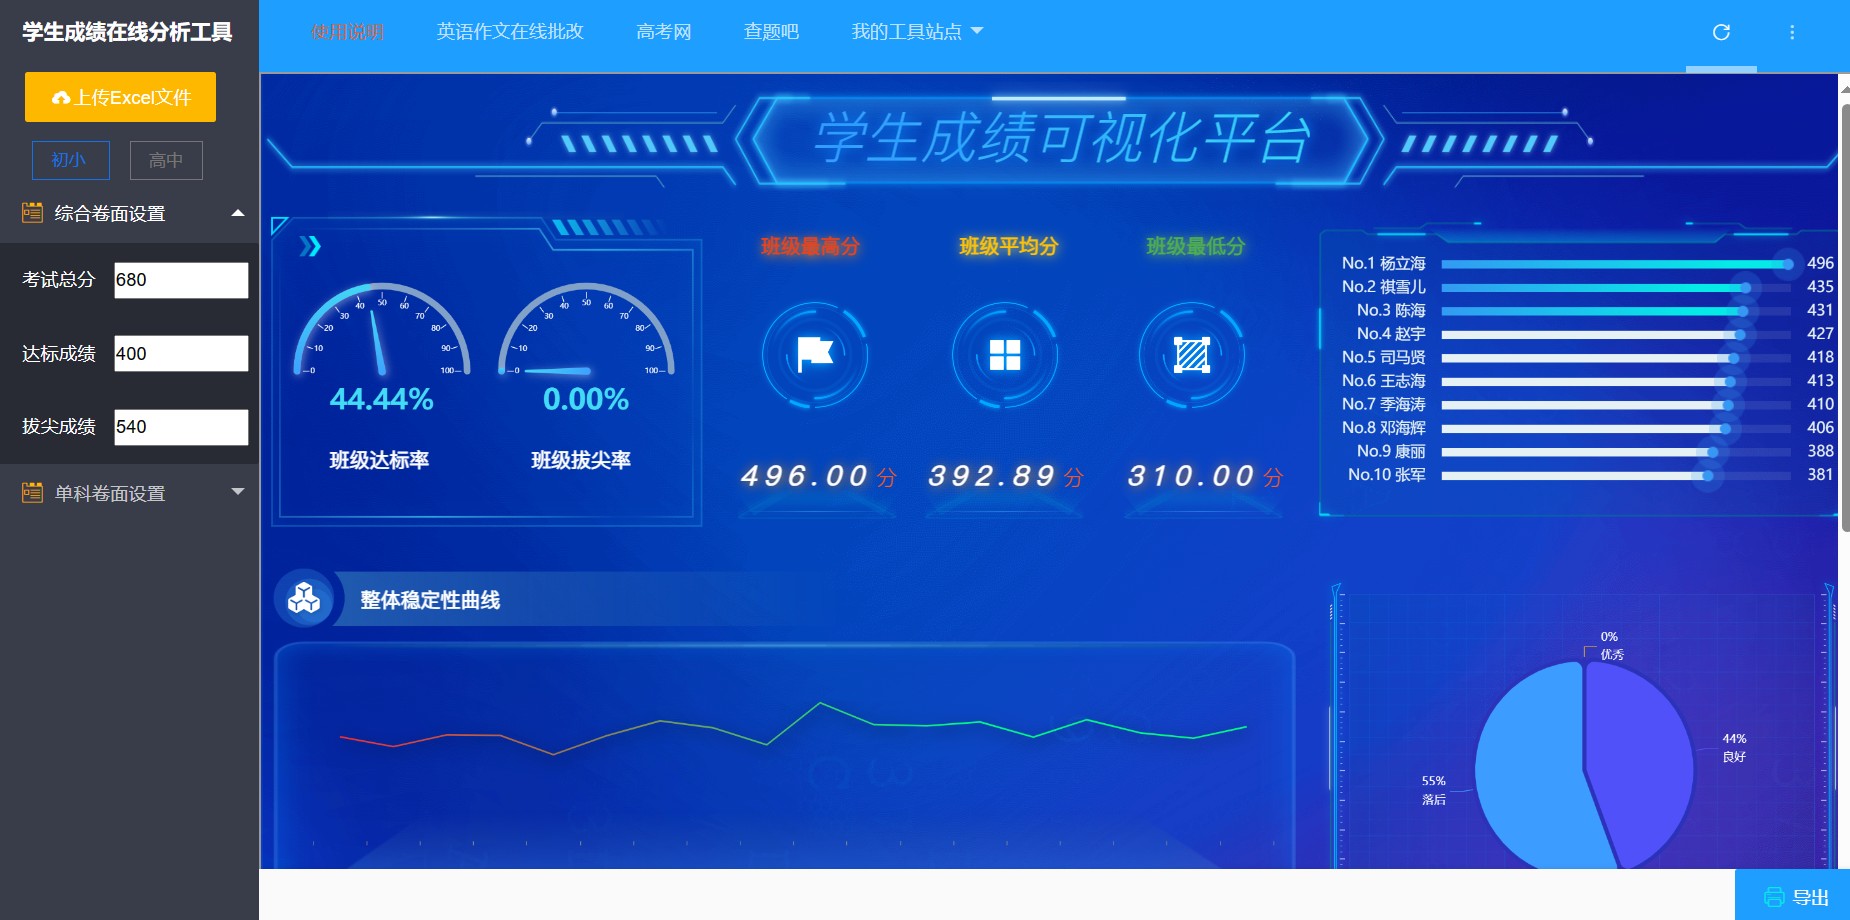 学生成绩在线分析工具
使用说明 英语作文在线批改 高考网 查题吧 我的工具站点
上传Excel文件
初小 高中
综合卷面设置
考试总分 680
达标成绩 400
拔尖成绩 540
单科卷面设置
学生成绩可视化平台
0 10 20 30 40 50 60 70 80 90 100
44.44%
班级达标率
0 10 20 30 40 50 60 70 80 90 100
0.00%
班级拔尖率
班级最高分 班级平均分 班级最低分
496.00 分 392.89 分 310.00 分
No.1 杨立海 496
No.2 祺雪儿 435
No.3 陈海 431
No.4 赵宇 427
No.5 司马贤 418
No.6 王志海 413
No.7 季海涛 410
No.8 邓海辉 406
No.9 康丽 388
No.10 张军 381
整体稳定性曲线
0%
优秀
44%
良好
55%
落后
导出